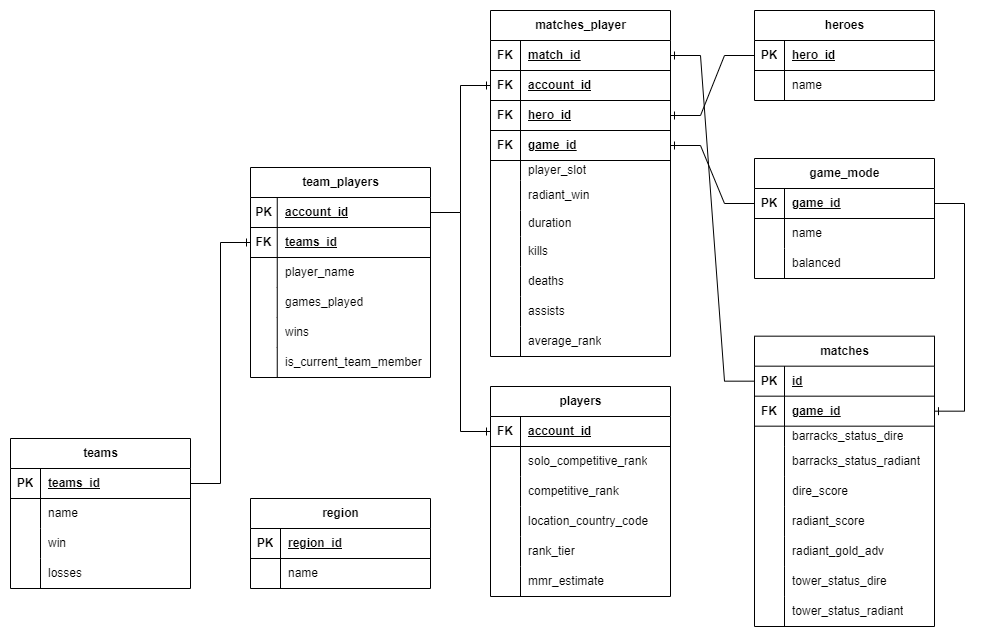 matches_player
FK match_id
FK account_id
FK hero_id
FK game_id
player_slot
radiant_win
duration
kills
deaths
assists
average_rank
heroes
PK hero_id
name
team_players
PK account_id
FK teams_id
player_name
games_played
wins
is_current_team_member
game_mode
PK game_id
name
balanced
matches
PK id
FK game_id
barracks_status_dire
barracks_status_radiant
dire_score
radiant_score
radiant_gold_adv
tower_status_dire
tower_status_radiant
players
FK account_id
solo_competitive_rank
competitive_rank
location_country_code
rank_tier
mmr_estimate
teams
PK teams_id
name
win
losses
region
PK region_id
name